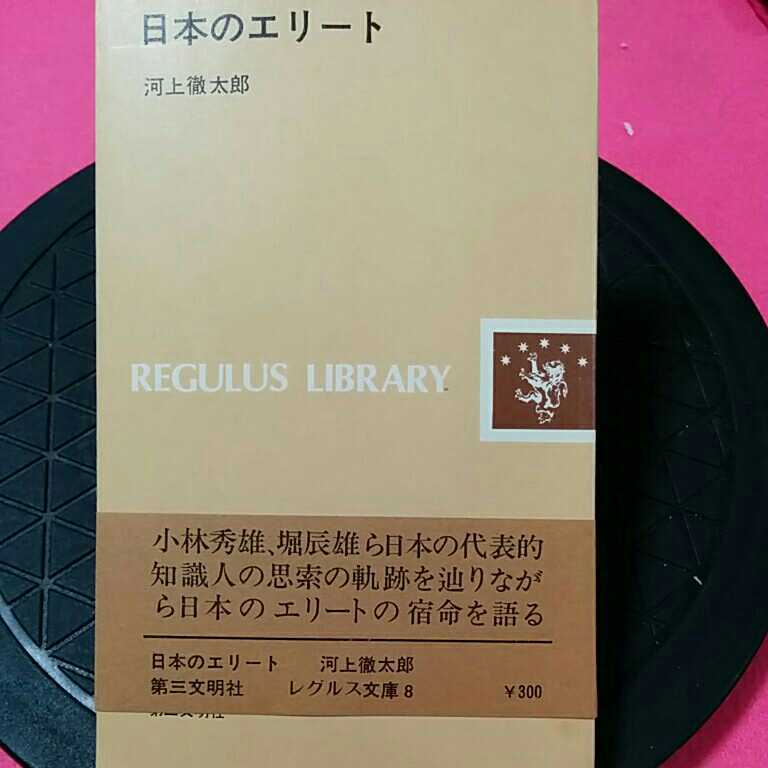 日本のエリート
河上徹太郎
REGULUS LIBRARY
小林秀雄、堀辰雄ら日本の代表的
知識人の思索の軌跡を辿りなが
ら日本のエリートの宿命を語る
日本のエリート 河上徹太郎
第三文明社 レグルス文庫8 ¥300